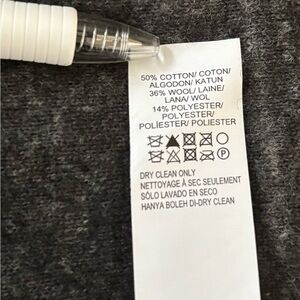 50% COTTON/ COTON/
ALGODON/ KATUN
36% WOOL/ LAINE/
LANA/ WOL
14% POLYESTER/
POLYESTER/
POLÍESTER/ POLIESTER
P
DRY CLEAN ONLY
NETTOYAGE À SEC SEULEMENT
SÓLO LAVADO EN SECO
HANYA BOLEH DI-DRY CLEAN